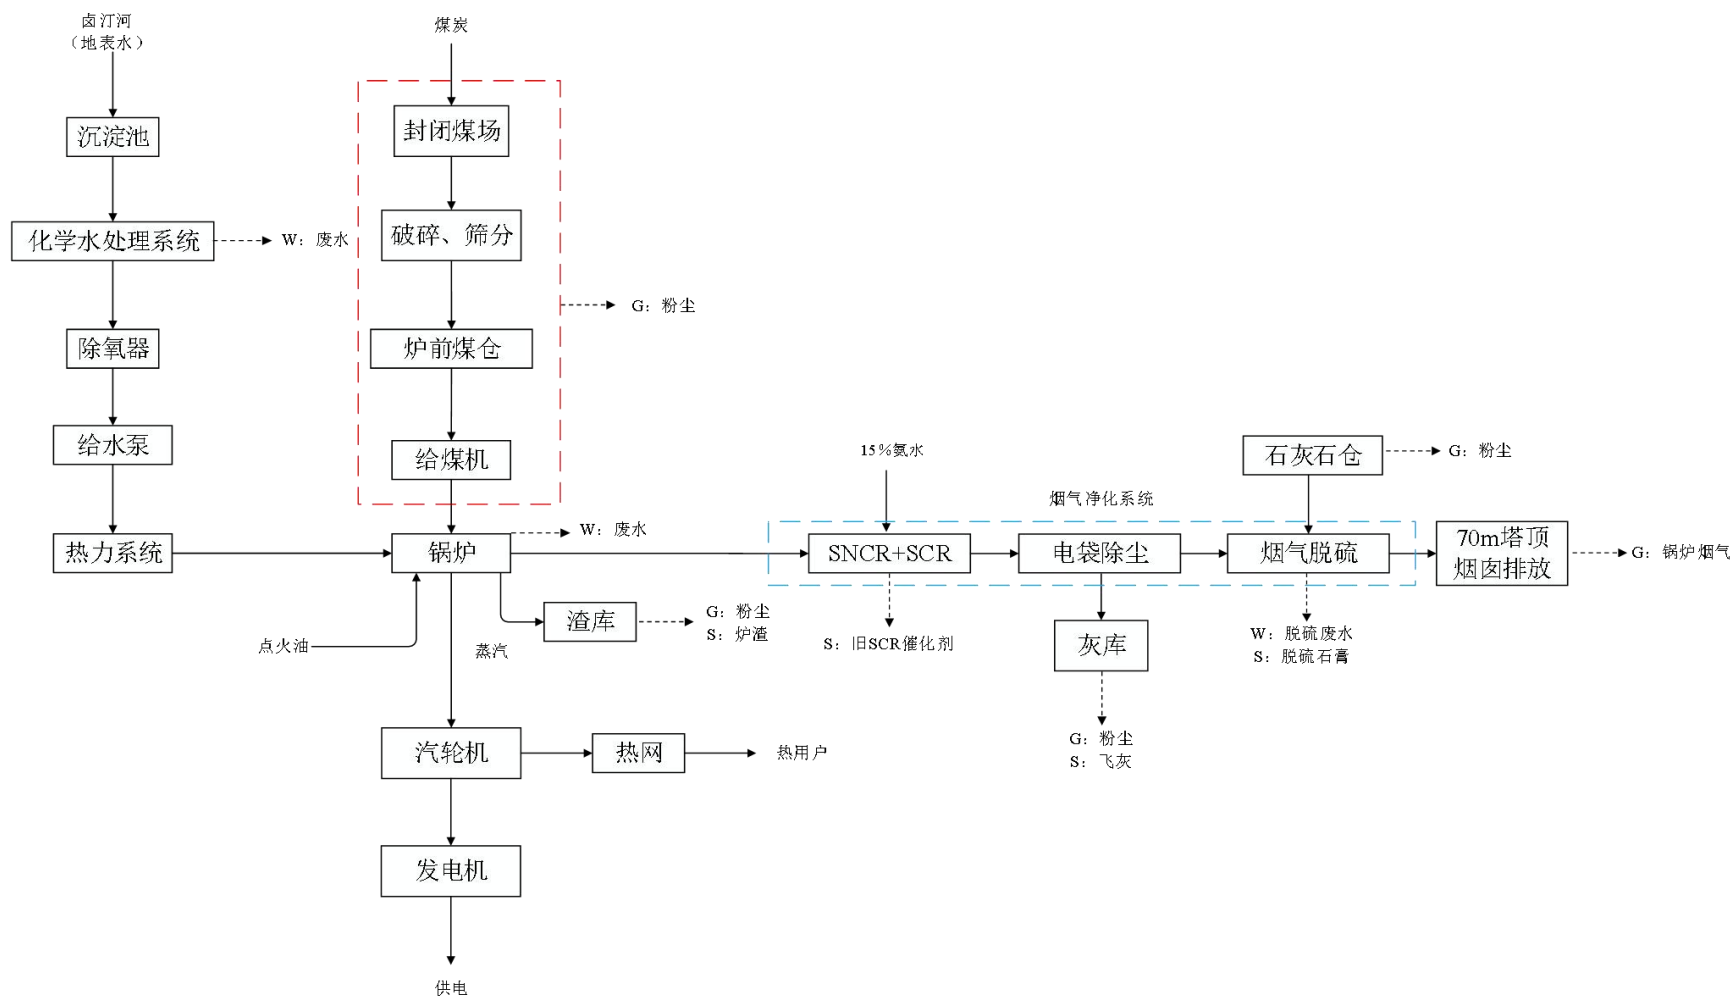 卤汀河
（地表水）
沉淀池
化学水处理系统
W：废水
除氧器
给水泵
热力系统
煤炭
封闭煤场
破碎、筛分
炉前煤仓
给煤机
G：粉尘
锅炉
W：废水
点火油
蒸汽
渣库
G：粉尘
S：炉渣
汽轮机
热网
热用户
发电机
供电
15%氨水
烟气净化系统
SNCR+SCR
S：旧SCR催化剂
电袋除尘
灰库
G：粉尘
S：飞灰
石灰石仓
G：粉尘
烟气脱硫
W：脱硫废水
S：脱硫石膏
70m塔顶
烟囱排放
G：锅炉烟气